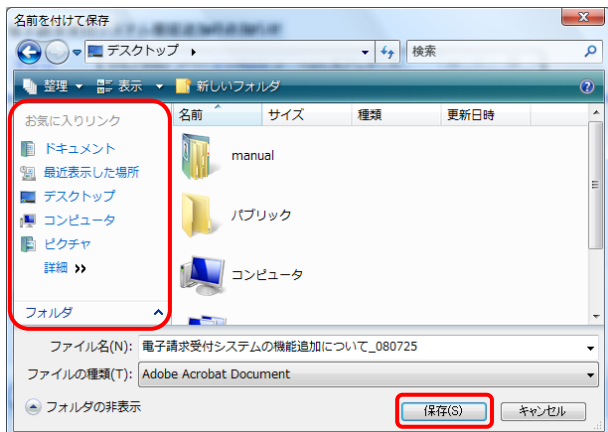 名前を付けて保存
デスクトップ
検索
整理 表示 新しいフォルダ
お気に入りリンク
ドキュメント
最近表示した場所
デスクトップ
コンピュータ
ピクチャ
詳細 >>
フォルダ
名前 サイズ 種類 更新日時
manual
パブリック
コンピュータ
ファイル名(N): 電子請求受付システムの機能追加について_080725
ファイルの種類(T): Adobe Acrobat Document
フォルダの非表示
保存(S) キャンセル